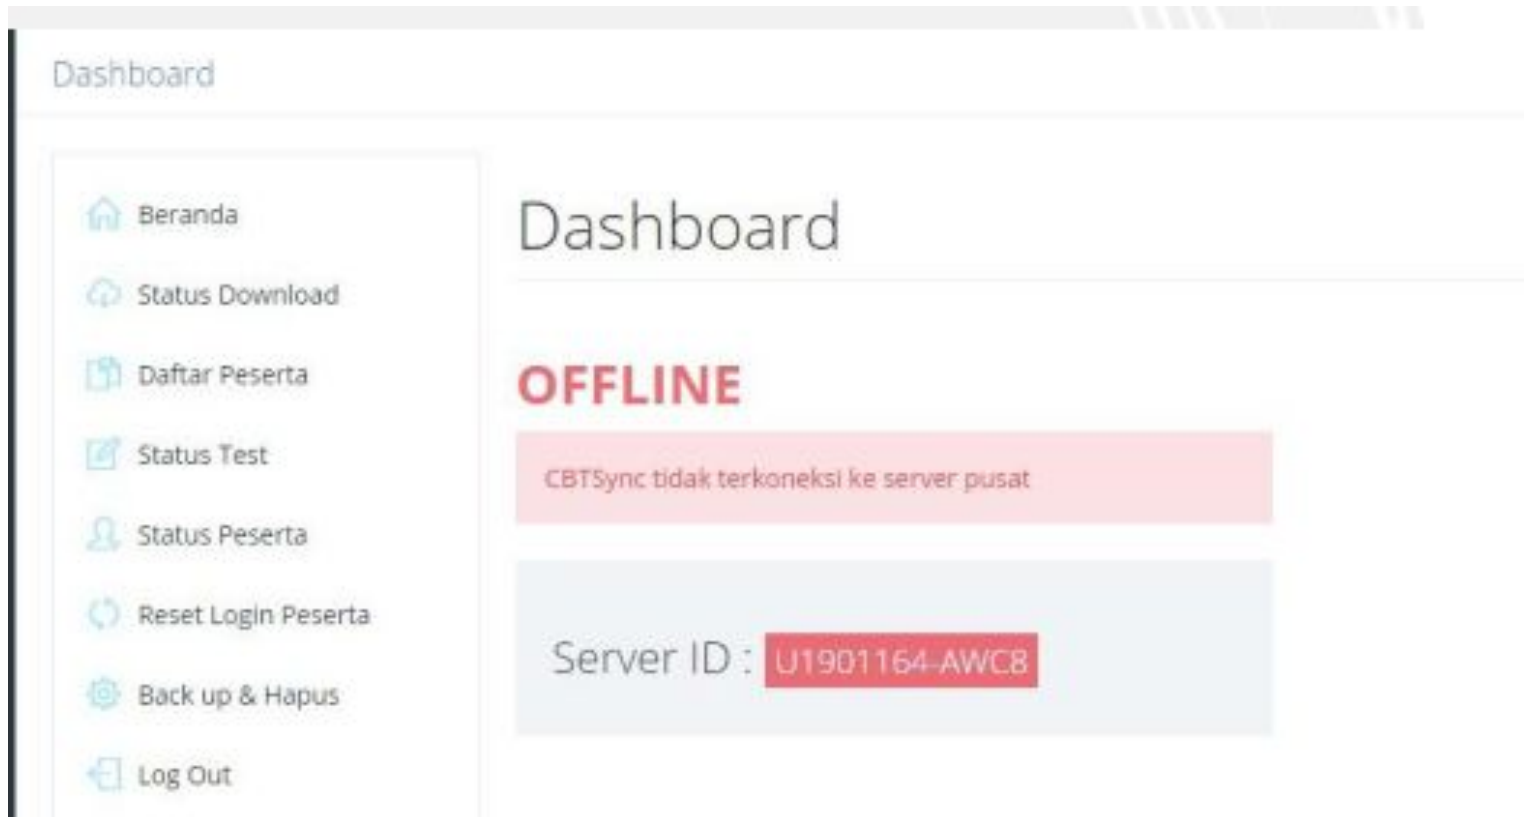 Dashboard
Beranda
Status Download
Daftar Peserta
Status Test
Status Peserta
Reset Login Peserta
Back up & Hapus
Log Out
Dashboard
OFFLINE
CBTSync tidak terkoneksi ke server pusat
Server ID : U1901164-AWC8